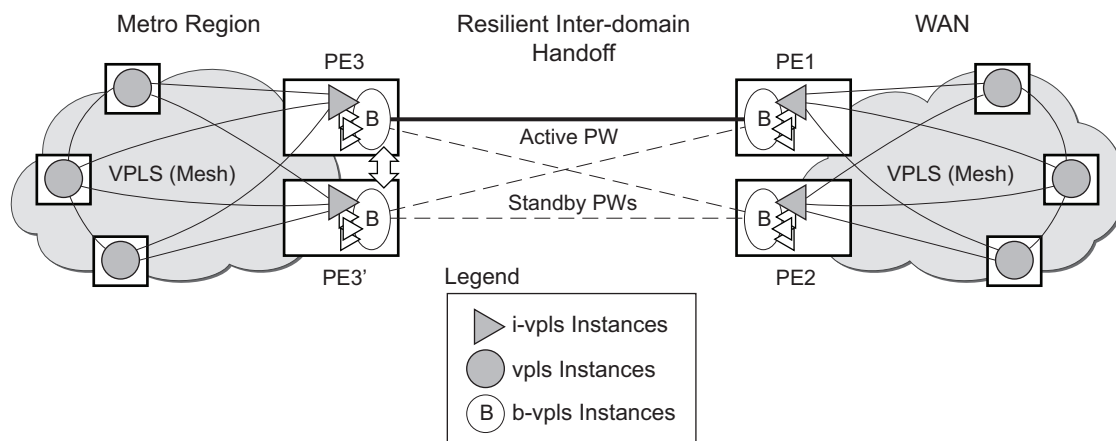 Metro Region
Resilient Inter-domain
Handoff
WAN
PE3
PE1
B
B
Active PW
VPLS (Mesh)
VPLS (Mesh)
Standby PWs
B
B
PE3'
PE2
Legend
i-vpls Instances
vpls Instances
B b-vpls Instances